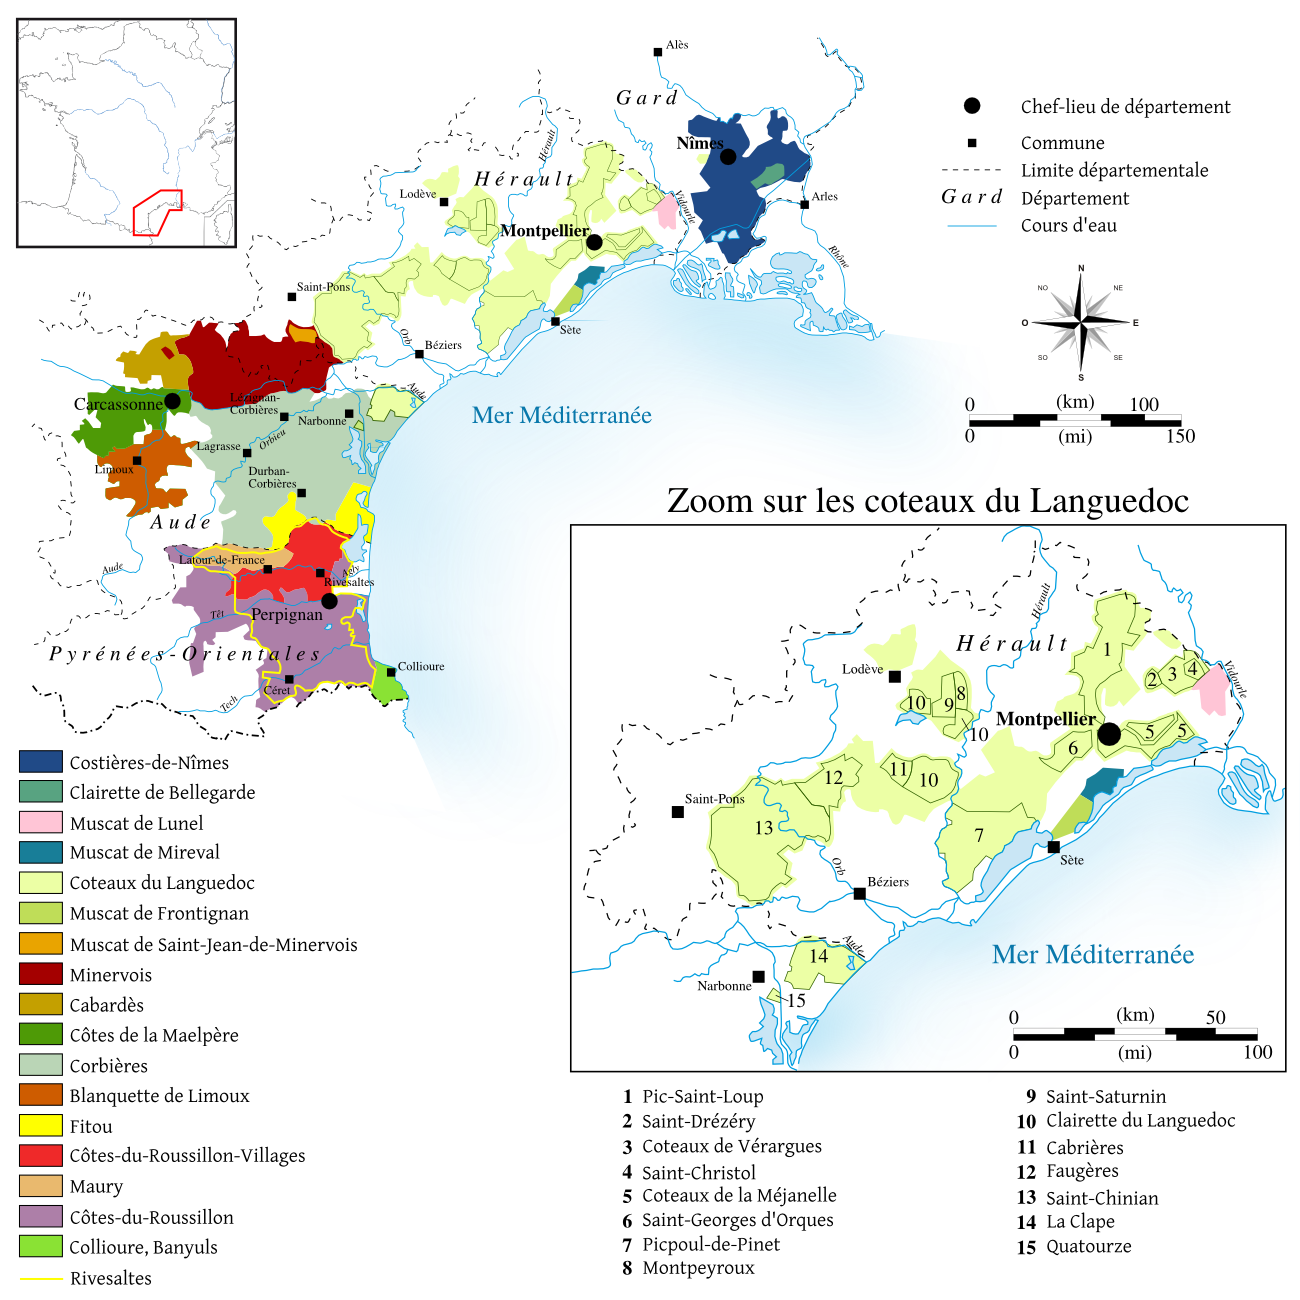 Alès
Gard
Nîmes
Hérault
Hérault
Lodève
Vidourle
Arles
Montpellier
Rhône
Saint-Pons
Sète
Orb
Béziers
Aude
Carcassonne
Lézignan-
Corbières
Narbonne
Orbieu
Lagrasse
Limoux
Durban-
Corbières
Aude
Aude
Latour-de-France
Agly
Rivesaltes
Têt
Perpignan
Pyrénées-Orientales
Collioure
Céret
Tech
Mer Méditerranée
Chef-lieu de département
Commune
Limite départementale
Gard
Département
Cours d'eau
N
NO
NE
O
E
SO
SE
S
0 (km) 100
0 (mi) 150
Zoom sur les coteaux du Languedoc
Hérault
Hérault
Lodève
1
2
3
4
Vidourle
10
9
8
10
Montpellier
5
5
6
12
11
10
Saint-Pons
13
7
Sète
Orb
Béziers
Aude
14
Narbonne
15
Mer Méditerranée
0 (km) 50
0 (mi) 100
Costières-de-Nîmes
Clairette de Bellegarde
Muscat de Lunel
Muscat de Mireval
Coteaux du Languedoc
Muscat de Frontignan
Muscat de Saint-Jean-de-Minervois
Minervois
Cabardès
Côtes de la Maelpère
Corbières
Blanquette de Limoux
Fitou
Côtes-du-Roussillon-Villages
Maury
Côtes-du-Roussillon
Collioure, Banyuls
Rivesaltes
1 Pic-Saint-Loup
2 Saint-Drézéry
3 Coteaux de Vérargues
4 Saint-Christol
5 Coteaux de la Méjanelle
6 Saint-Georges d'Orques
7 Picpoul-de-Pinet
8 Montpeyroux
9 Saint-Saturnin
10 Clairette du Languedoc
11 Cabrières
12 Faugères
13 Saint-Chinian
14 La Clape
15 Quatourze